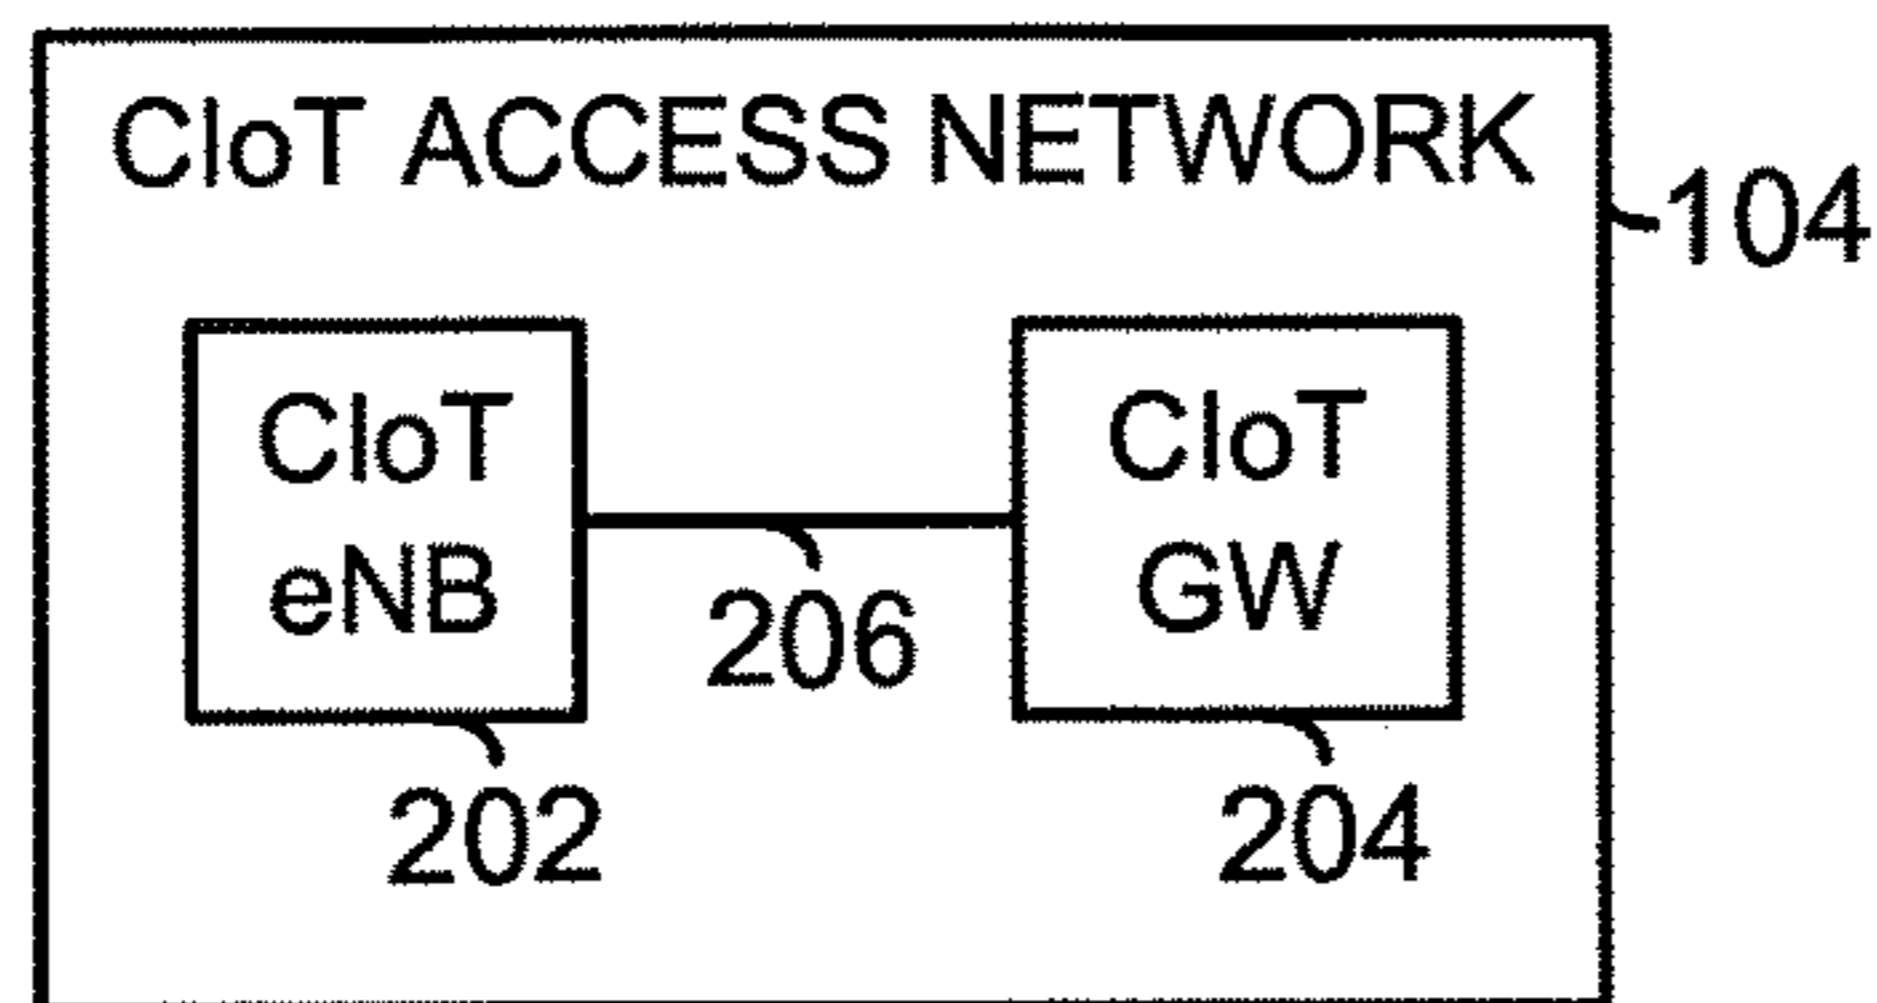 CIoT ACCESS NETWORK
104
CIoT
eNB
CIoT
GW
206
202
204